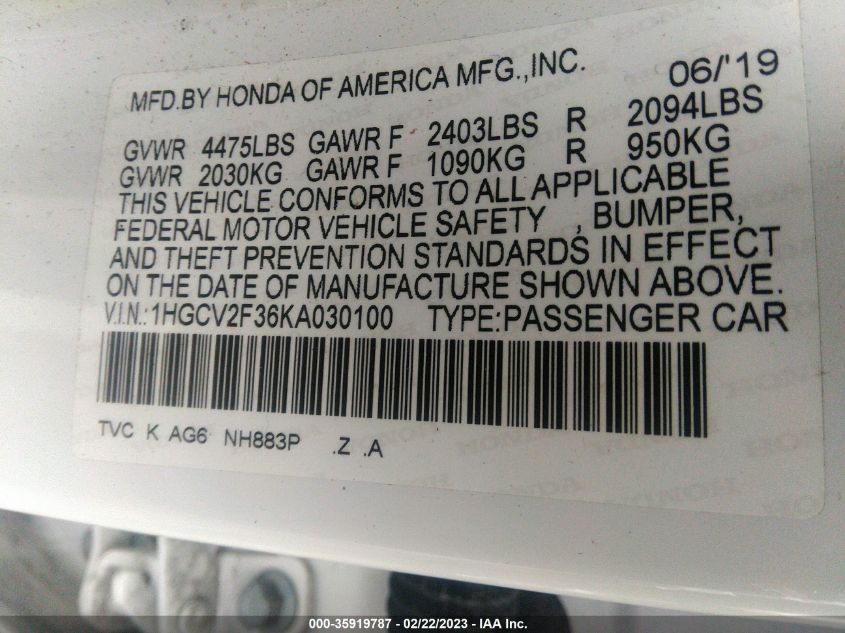 MFD.BY HONDA OF AMERICA MFG.,INC. 06/'19
GVWR 4475LBS GAWR F 2403LBS R 2094LBS
GVWR 2030KG GAWR F 1090KG R 950KG
THIS VEHICLE CONFORMS TO ALL APPLICABLE
FEDERAL MOTOR VEHICLE SAFETY , BUMPER,
AND THEFT PREVENTION STANDARDS IN EFFECT
ON THE DATE OF MANUFACTURE SHOWN ABOVE.
V.I.N.:1HGCV2F36KA030100 TYPE:PASSENGER CAR
TVC K AG6 NH883P .Z .A
000-35919787 - 02/22/2023 - IAA Inc.